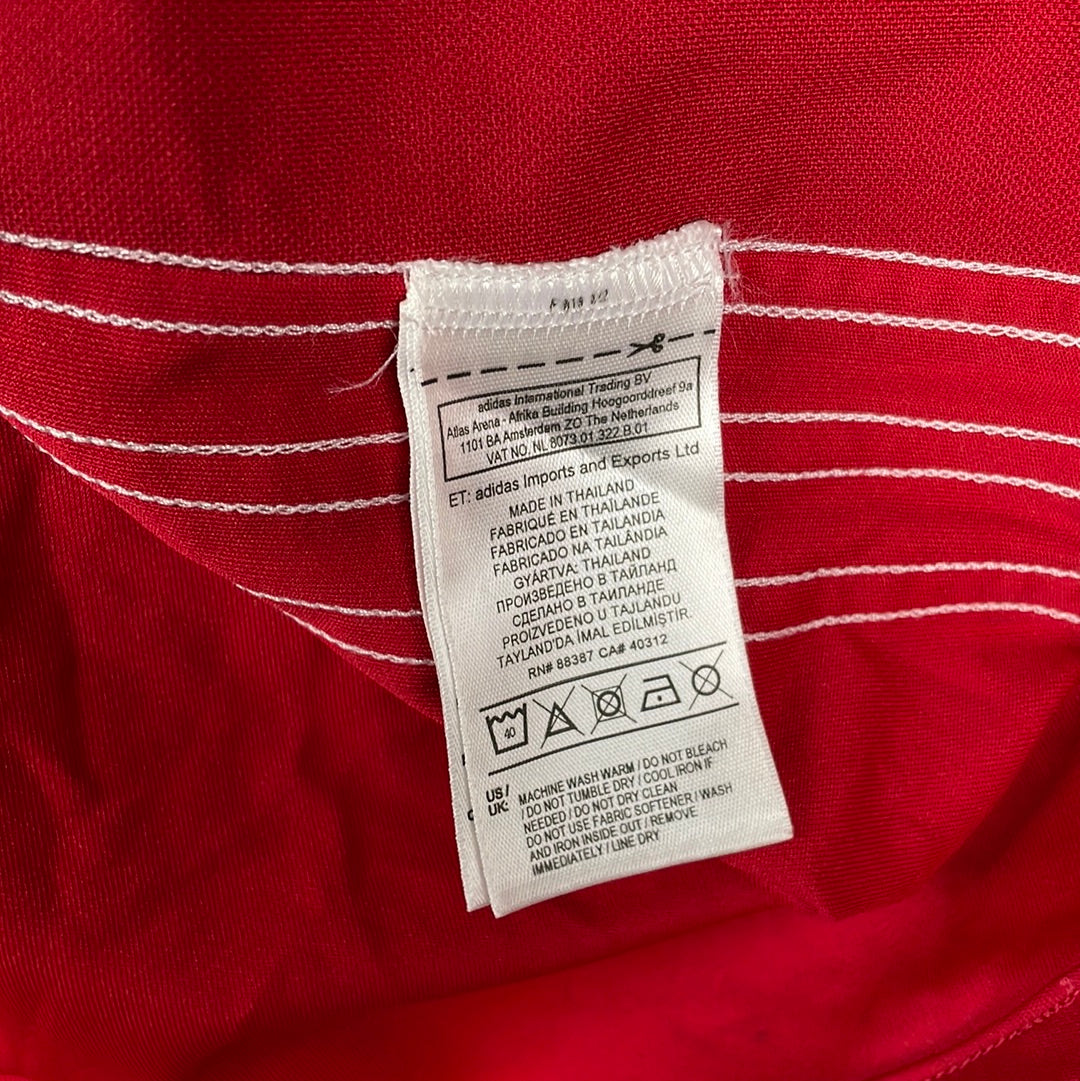 adidas International Trading BV
Atlas Arena - Afrika Building Hoogoorddreef 9a
1101 BA Amsterdam ZO The Netherlands
VAT NO. NL 8073.01.322.B.01
ET: adidas Imports and Exports Ltd
MADE IN THAILAND
FABRIQUÉ EN THAÏLANDE
FABRICADO EN TAILANDIA
FABRICADO NA TAILÂNDIA
GYÁRTVA: THAILAND
ПРОИЗВЕДЕНО В ТАЙЛАНД
СДЕЛАНО В ТАИЛАНДЕ
PROIZVEDENO U TAJLANDU
TAYLAND'DA İMAL EDİLMİŞTİR.
RN# 88387 CA# 40312
40
US / UK: MACHINE WASH WARM / DO NOT BLEACH
/ DO NOT TUMBLE DRY / COOL IRON IF
NEEDED / DO NOT DRY CLEAN
DO NOT USE FABRIC SOFTENER / WASH
AND IRON INSIDE OUT / REMOVE
IMMEDIATELY / LINE DRY